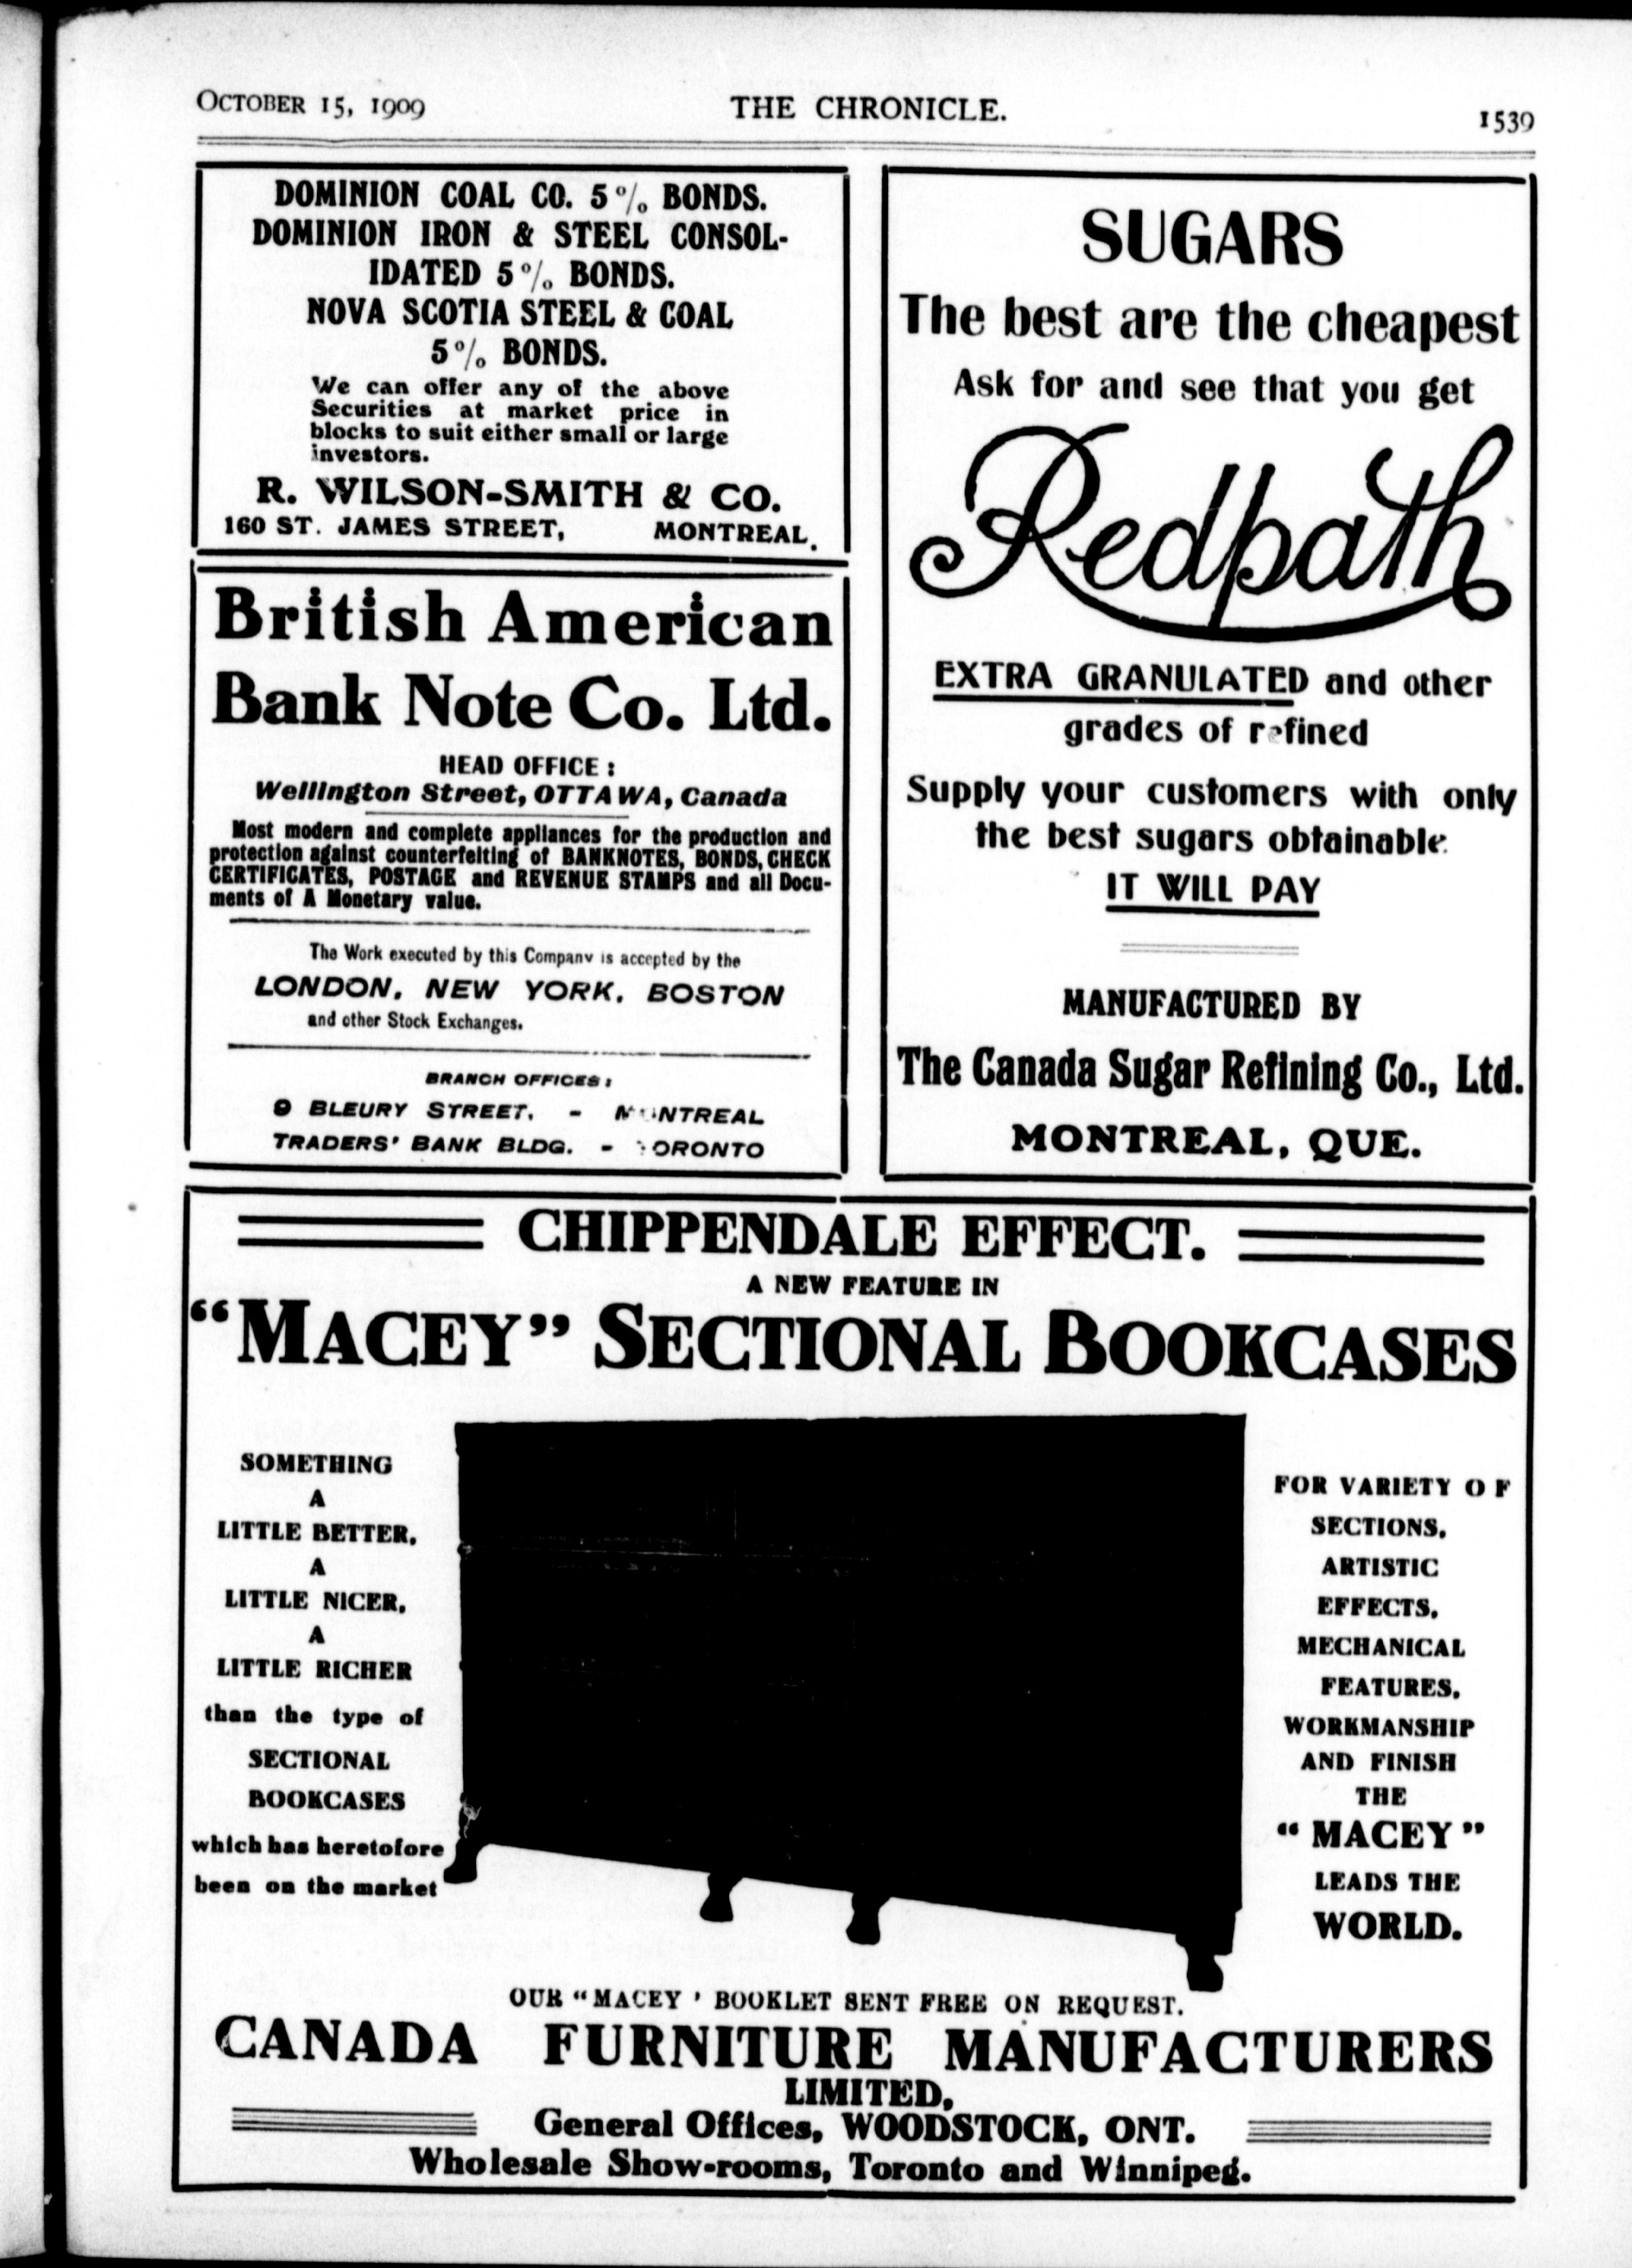 OCTOBER 15, 1909
THE CHRONICLE.
1539
DOMINION COAL CO. 5% BONDS.
DOMINION IRON & STEEL CONSOL-
IDATED 5% BONDS.
NOVA SCOTIA STEEL & COAL
5% BONDS.
We can offer any of the above
Securities at market price in
blocks to suit either small or large
investors.
R. WILSON-SMITH & CO.
160 ST. JAMES STREET, MONTREAL.
British American
Bank Note Co. Ltd.
HEAD OFFICE :
Wellington Street, OTTAWA, Canada
Most modern and complete appliances for the production and
protection against counterfeiting of BANKNOTES, BONDS, CHECK
CERTIFICATES, POSTAGE and REVENUE STAMPS and all Docu-
ments of A Monetary value.
The Work executed by this Company is accepted by the
LONDON, NEW YORK, BOSTON
and other Stock Exchanges.
BRANCH OFFICES :
9 BLEURY STREET, - MONTREAL
TRADERS' BANK BLDG. - TORONTO
SUGARS
The best are the cheapest
Ask for and see that you get
Redpath
EXTRA GRANULATED and other
grades of refined
Supply your customers with only
the best sugars obtainable.
IT WILL PAY
MANUFACTURED BY
The Canada Sugar Refining Co., Ltd.
MONTREAL, QUE.
CHIPPENDALE EFFECT.
A NEW FEATURE IN
“MACEY” SECTIONAL BOOKCASES
SOMETHING
A
LITTLE BETTER,
A
LITTLE NICER,
A
LITTLE RICHER
than the type of
SECTIONAL
BOOKCASES
which has heretofore
been on the market
FOR VARIETY OF
SECTIONS,
ARTISTIC
EFFECTS,
MECHANICAL
FEATURES,
WORKMANSHIP
AND FINISH
THE
“MACEY”
LEADS THE
WORLD.
OUR “MACEY ' BOOKLET SENT FREE ON REQUEST.
CANADA FURNITURE MANUFACTURERS
LIMITED,
General Offices, WOODSTOCK, ONT.
Wholesale Show-rooms, Toronto and Winnipeg.